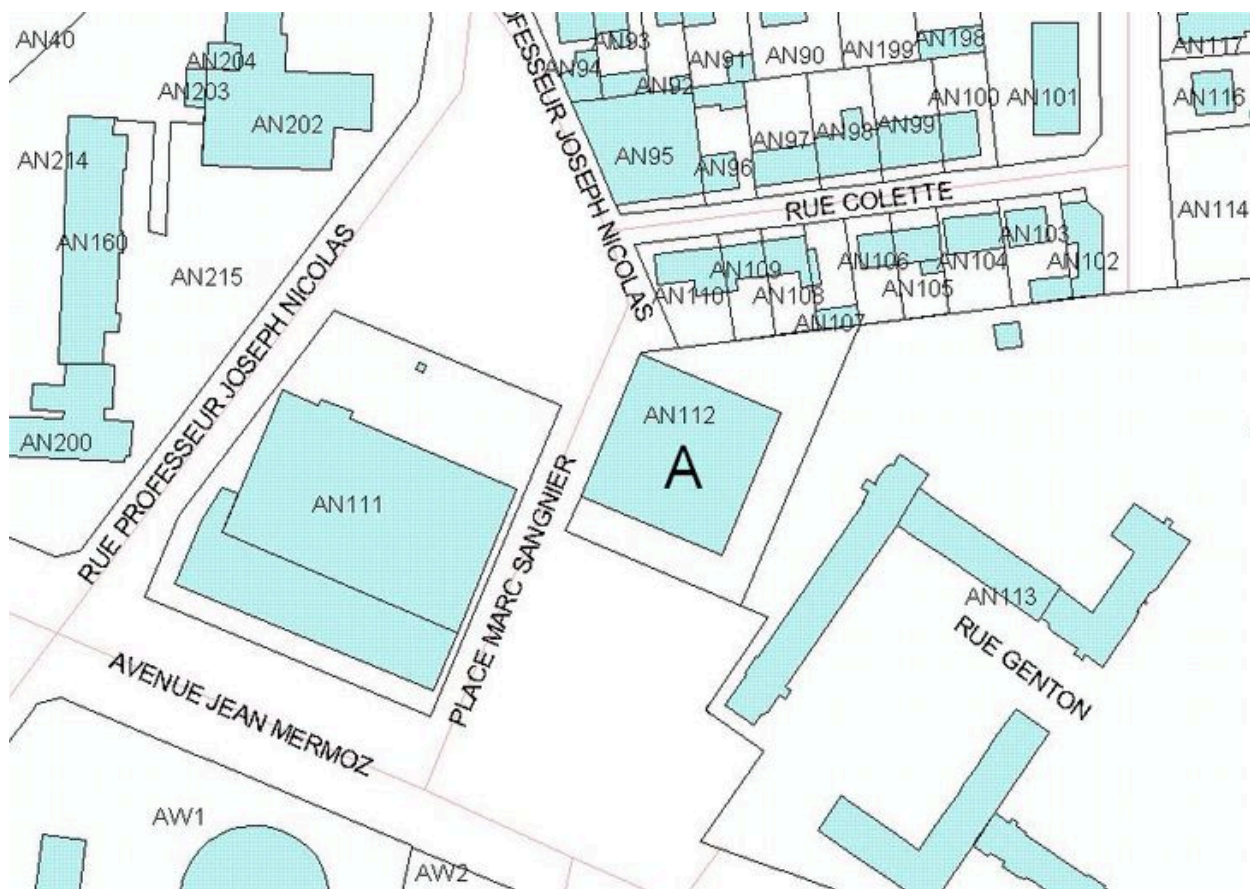 AN40
AN204
AN203
AN202
AN214
AN160
AN215
AN200
RUE PROFESSEUR JOSEPH NICOLAS
OFESSEUR JOSEPH NICOLAS
AN93
AN94
AN92
AN91
AN90
AN199
AN198
AN95
AN96
AN97
AN98
AN99
AN100
AN101
AN117
AN116
AN114
RUE COLETTE
AN110
AN109
AN108
AN107
AN106
AN105
AN104
AN103
AN102
AN112
A
AN111
PLACE MARC SANGNIER
AN113
RUE GENTON
AVENUE JEAN MERMOZ
AW1
AW2